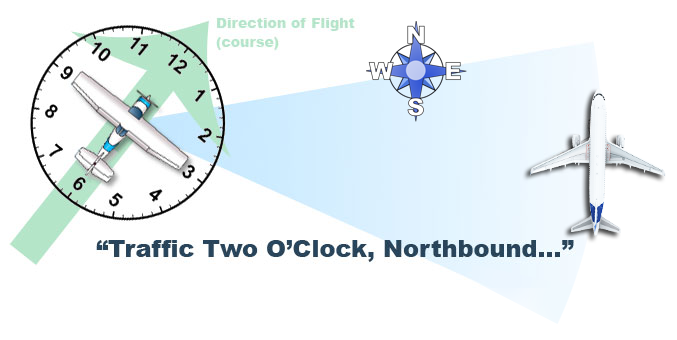 Direction of Flight
(course)
12
1
2
3
4
5
6
7
8
9
10
11
N
W E
S
“Traffic Two O’Clock, Northbound...”